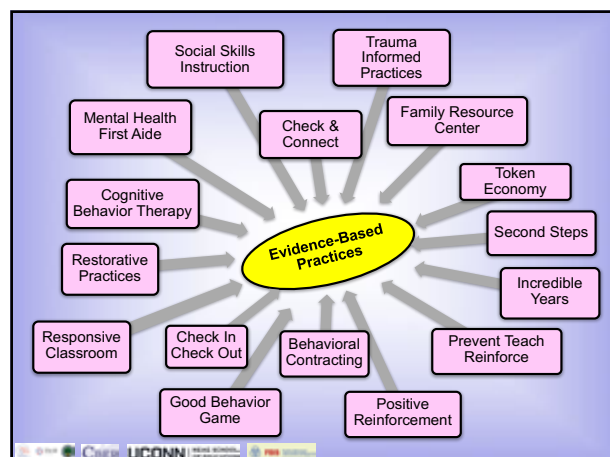 Social Skills
Instruction
Trauma
Informed
Practices
Mental Health
First Aide
Check &
Connect
Family Resource
Center
Cognitive
Behavior Therapy
Token
Economy
Evidence-Based
Practices
Second Steps
Restorative
Practices
Incredible
Years
Responsive
Classroom
Check In
Check Out
Behavioral
Contracting
Prevent Teach
Reinforce
Good Behavior
Game
Positive
Reinforcement
UCONN